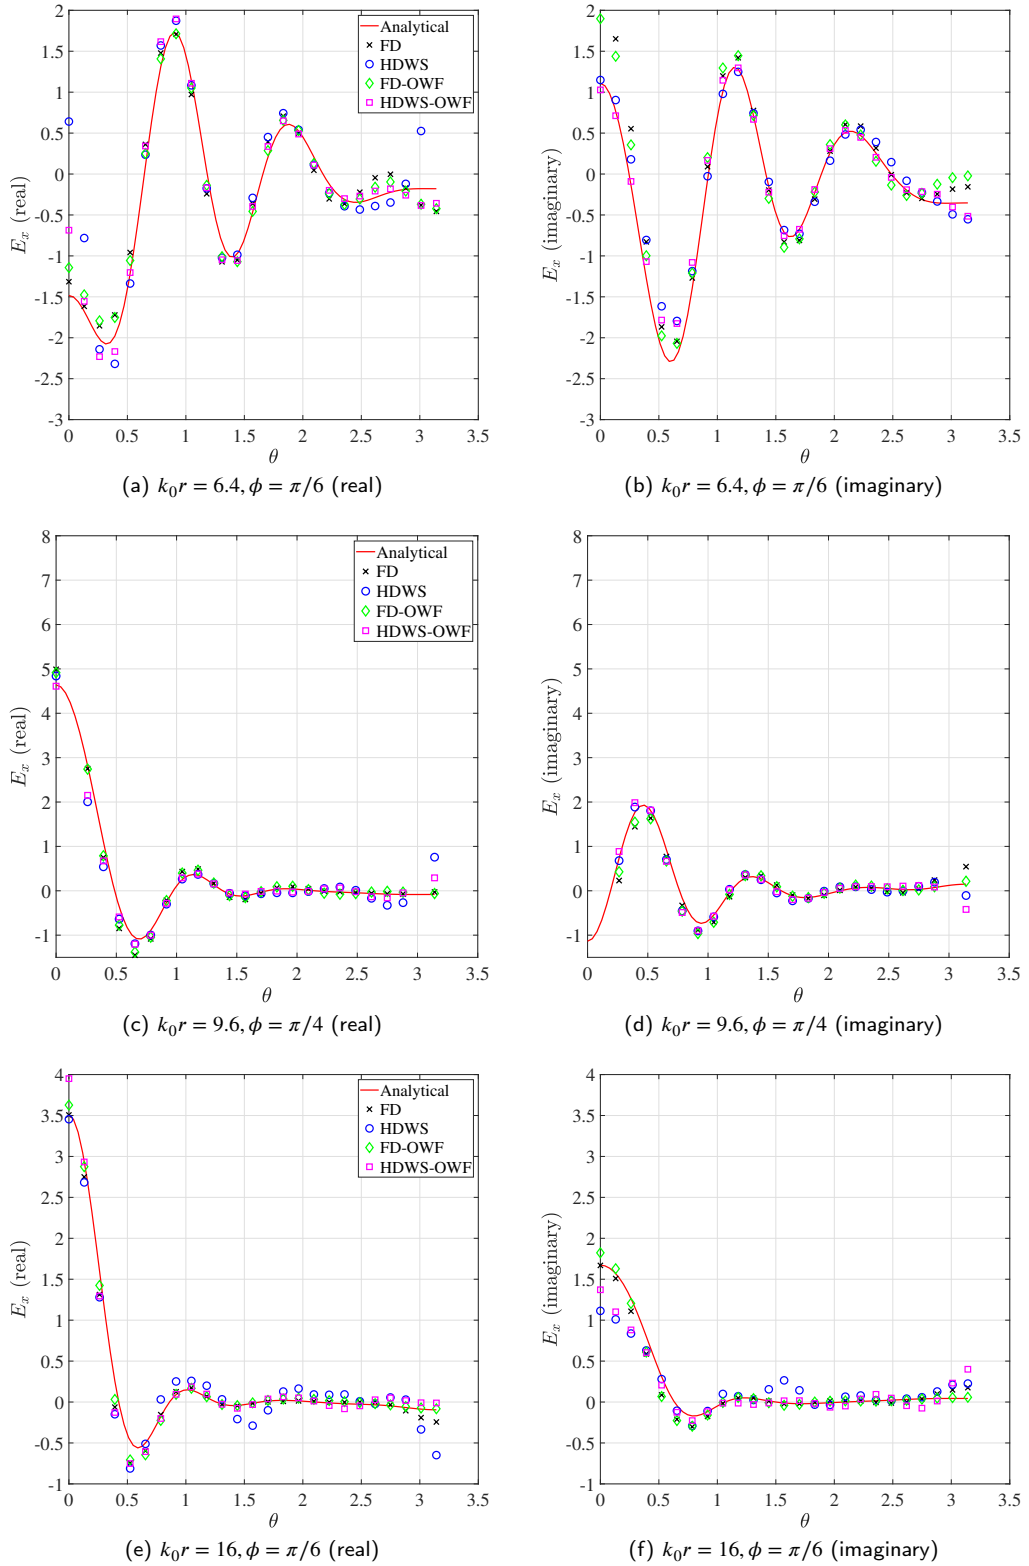 2
1.5
1
0.5
0
-0.5
-1
-1.5
-2
-2.5
-3
E_x (real)
Analytical
FD
HDWS
FD-OWF
HDWS-OWF
0 0.5 1 1.5 2 2.5 3 3.5
θ
(a) k₀r = 6.4, ϕ = π/6 (real)
2
1.5
1
0.5
0
-0.5
-1
-1.5
-2
-2.5
-3
E_x (imaginary)
0 0.5 1 1.5 2 2.5 3 3.5
θ
(b) k₀r = 6.4, ϕ = π/6 (imaginary)
8
7
6
5
4
3
2
1
0
-1
E_x (real)
Analytical
FD
HDWS
FD-OWF
HDWS-OWF
0 0.5 1 1.5 2 2.5 3 3.5
θ
(c) k₀r = 9.6, ϕ = π/4 (real)
8
7
6
5
4
3
2
1
0
-1
E_x (imaginary)
0 0.5 1 1.5 2 2.5 3 3.5
θ
(d) k₀r = 9.6, ϕ = π/4 (imaginary)
4
3.5
3
2.5
2
1.5
1
0.5
0
-0.5
-1
E_x (real)
Analytical
FD
HDWS
FD-OWF
HDWS-OWF
0 0.5 1 1.5 2 2.5 3 3.5
θ
(e) k₀r = 16, ϕ = π/6 (real)
4
3.5
3
2.5
2
1.5
1
0.5
0
-0.5
-1
E_x (imaginary)
0 0.5 1 1.5 2 2.5 3 3.5
θ
(f) k₀r = 16, ϕ = π/6 (imaginary)